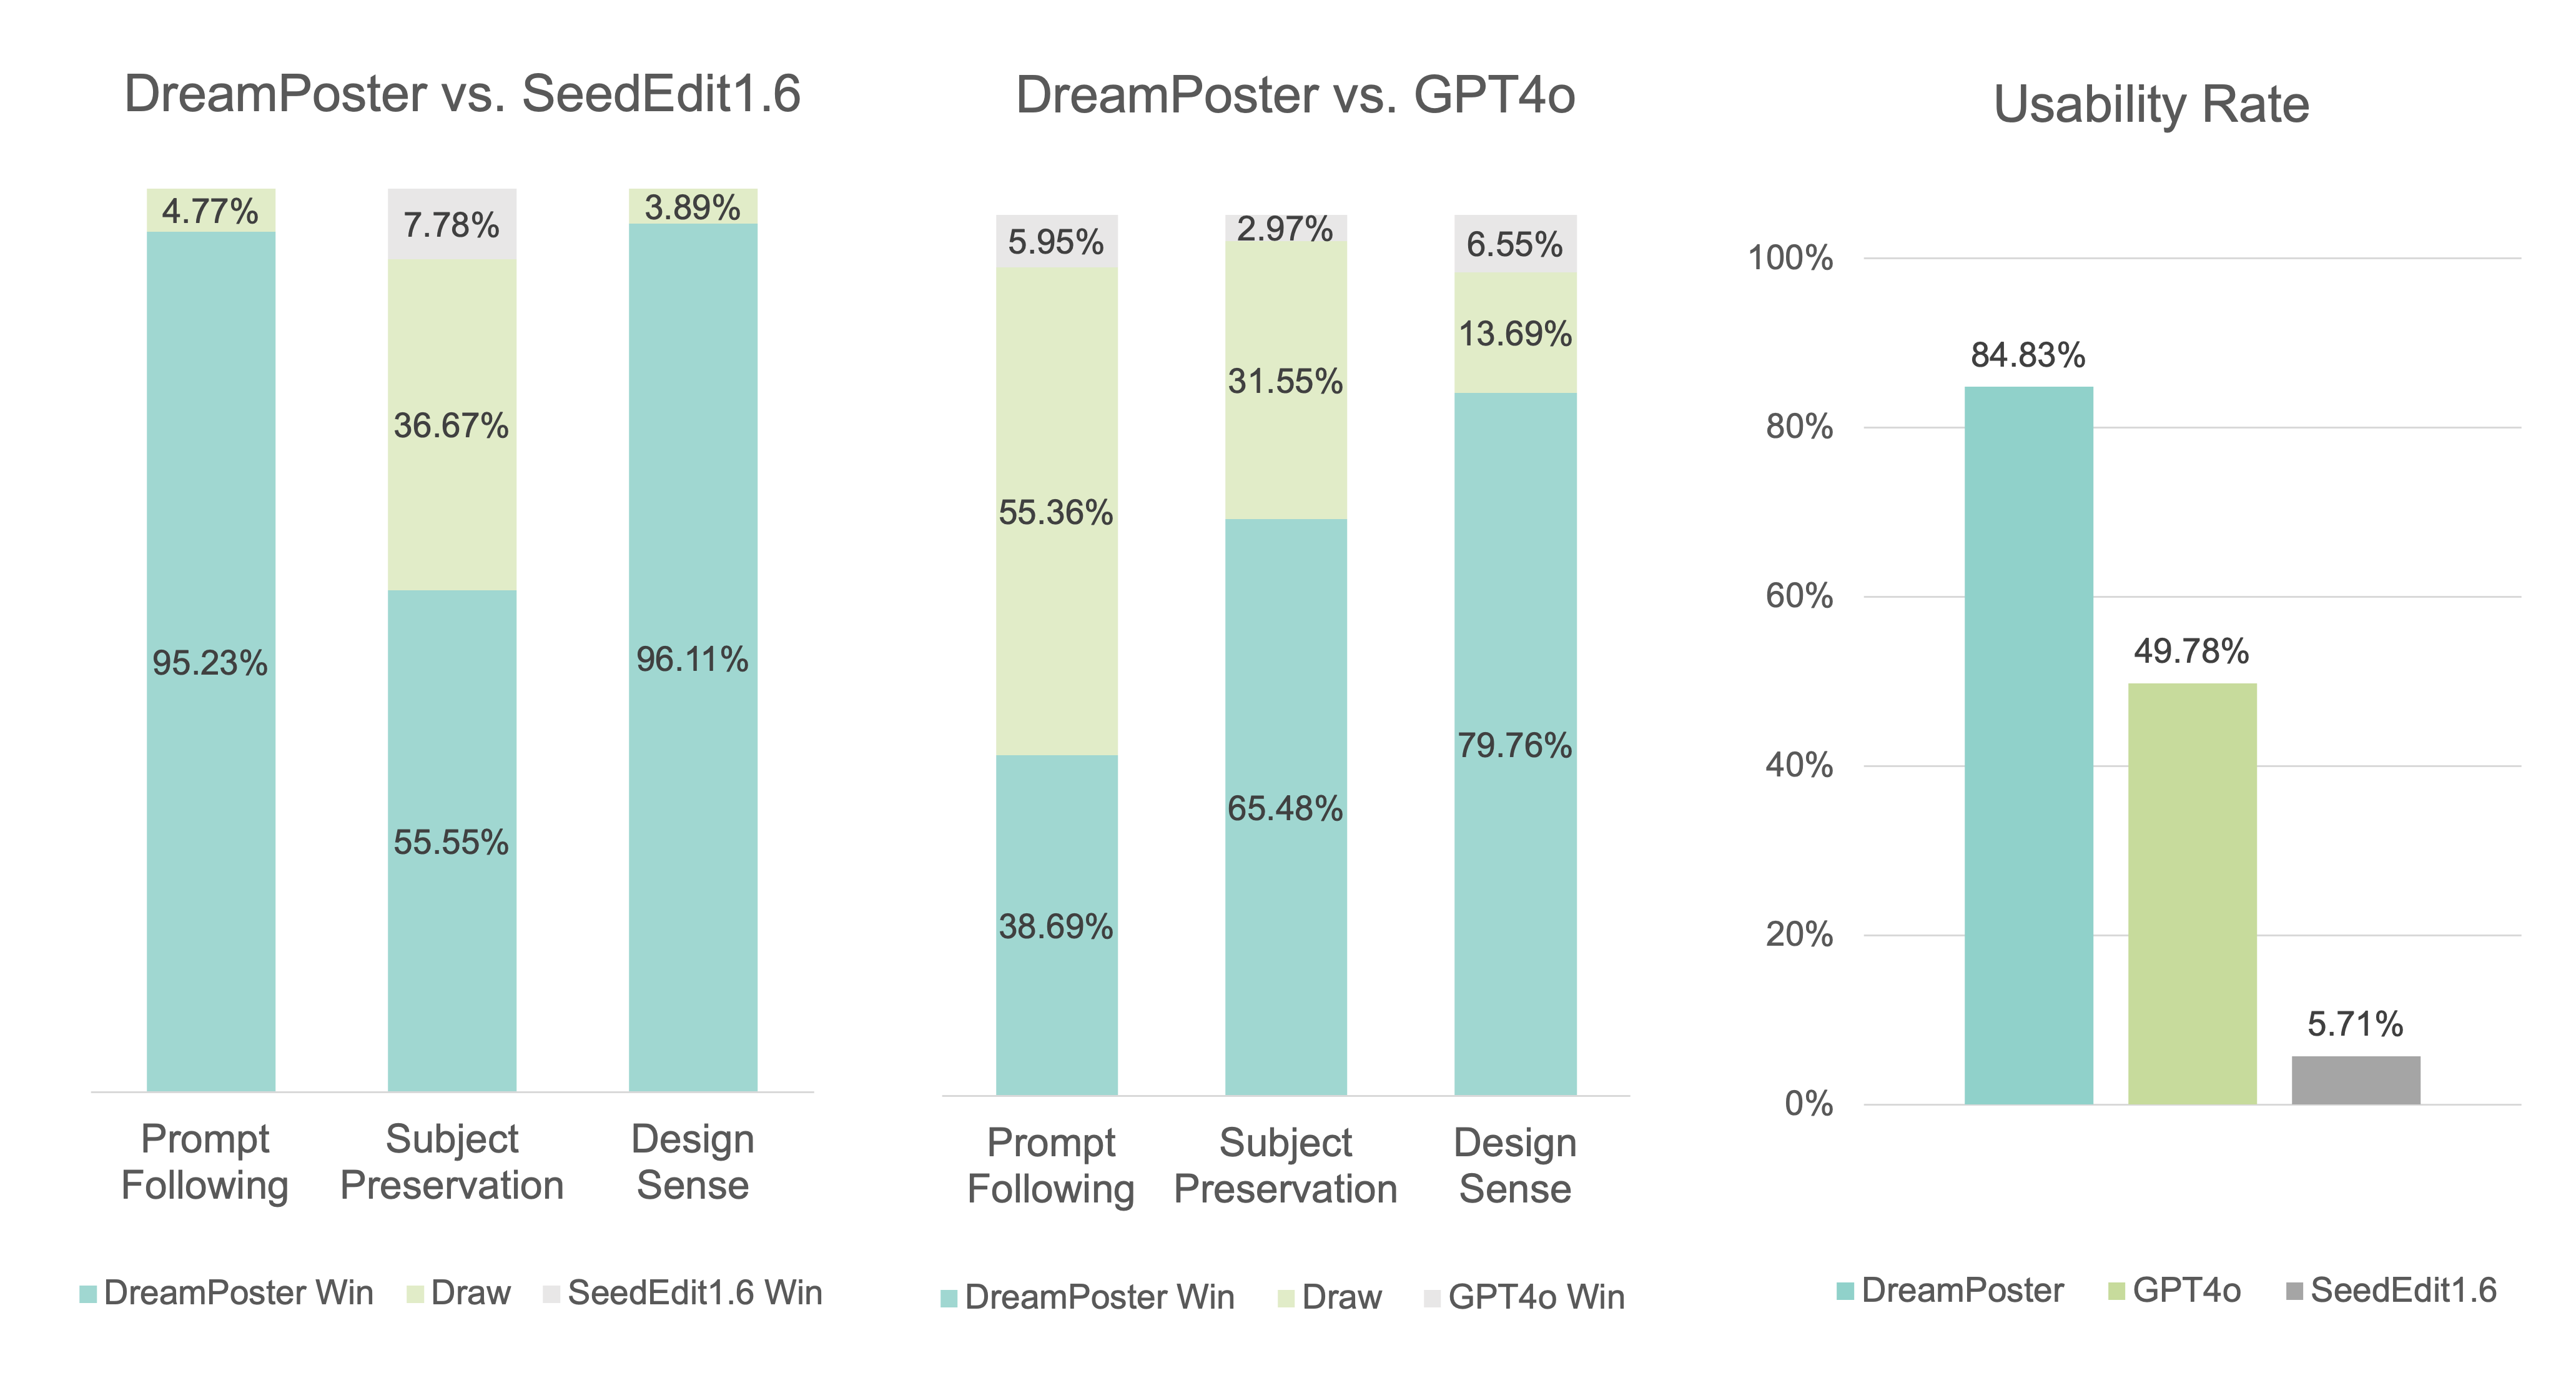 DreamPoster vs. SeedEdit1.6
4.77%
7.78%
3.89%
36.67%
95.23%
96.11%
55.55%
Prompt
Following
Subject
Preservation
Design
Sense
DreamPoster Win
Draw
SeedEdit1.6 Win
DreamPoster vs. GPT4o
5.95%
2.97%
6.55%
13.69%
31.55%
55.36%
79.76%
65.48%
38.69%
Prompt
Following
Subject
Preservation
Design
Sense
DreamPoster Win
Draw
GPT4o Win
Usability Rate
100%
80%
60%
40%
20%
0%
84.83%
49.78%
5.71%
DreamPoster
GPT4o
SeedEdit1.6